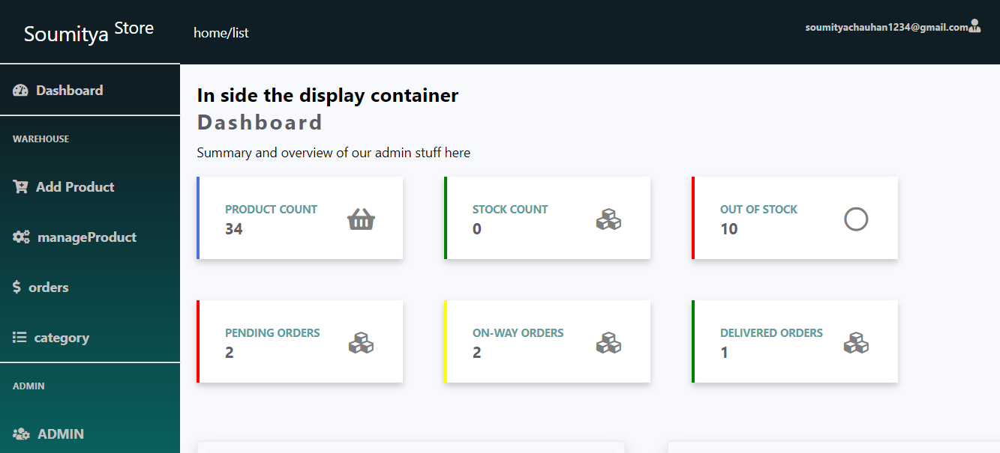 Soumitya Store
home/list
soumityachauhan1234@gmail.com
Dashboard
WAREHOUSE
Add Product
manageProduct
orders
category
ADMIN
ADMIN
In side the display container
Dashboard
Summary and overview of our admin stuff here
PRODUCT COUNT
34
STOCK COUNT
0
OUT OF STOCK
10
PENDING ORDERS
2
ON-WAY ORDERS
2
DELIVERED ORDERS
1